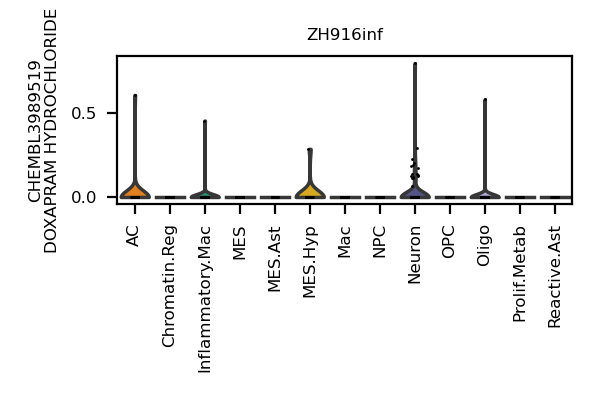 ZH916inf
CHEMBL3989519
DOXAPRAM HYDROCHLORIDE
0.5
0.0
AC
Chromatin.Reg
Inflammatory.Mac
MES
MES.Ast
MES.Hyp
Mac
NPC
Neuron
OPC
Oligo
Prolif.Metab
Reactive.Ast